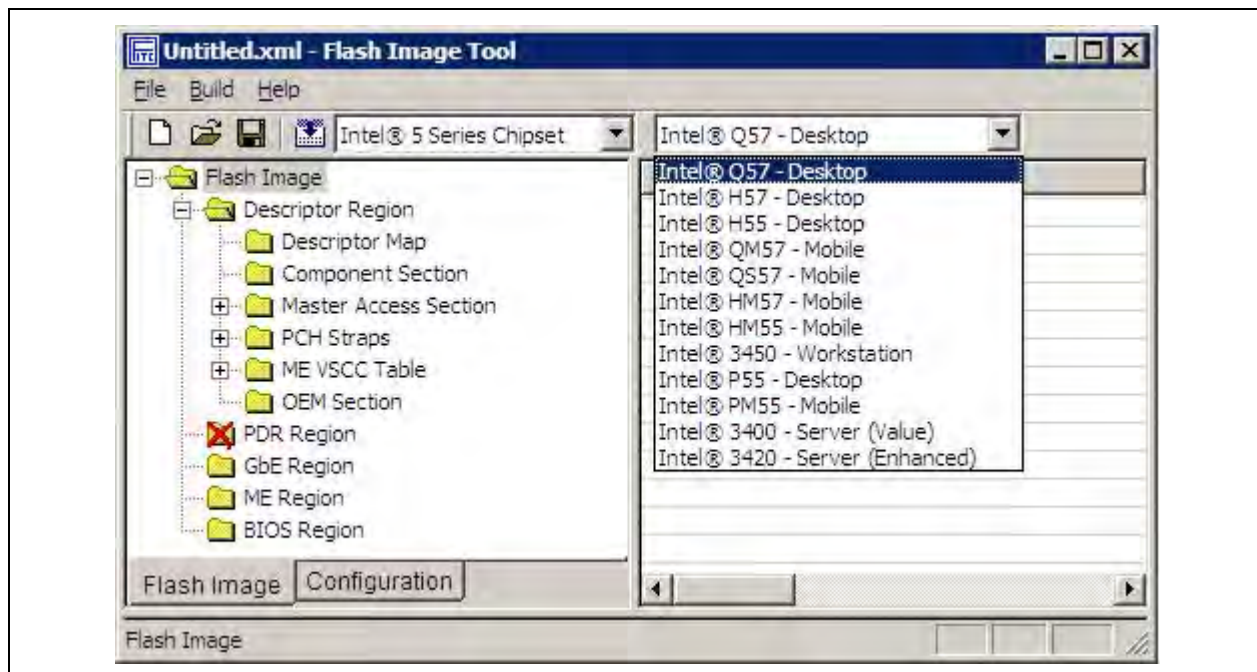 Untitled.xml - Flash Image Tool
File Build Help
Intel® 5 Series Chipset
Intel® Q57 - Desktop
Flash Image
Descriptor Region
Descriptor Map
Component Section
Master Access Section
PCH Straps
ME VSCC Table
OEM Section
PDR Region
GbE Region
ME Region
BIOS Region
Intel® Q57 - Desktop
Intel® H57 - Desktop
Intel® H55 - Desktop
Intel® QM57 - Mobile
Intel® QS57 - Mobile
Intel® HM57 - Mobile
Intel® HM55 - Mobile
Intel® 3450 - Workstation
Intel® P55 - Desktop
Intel® PM55 - Mobile
Intel® 3400 - Server (Value)
Intel® 3420 - Server (Enhanced)
Flash Image Configuration
Flash Image